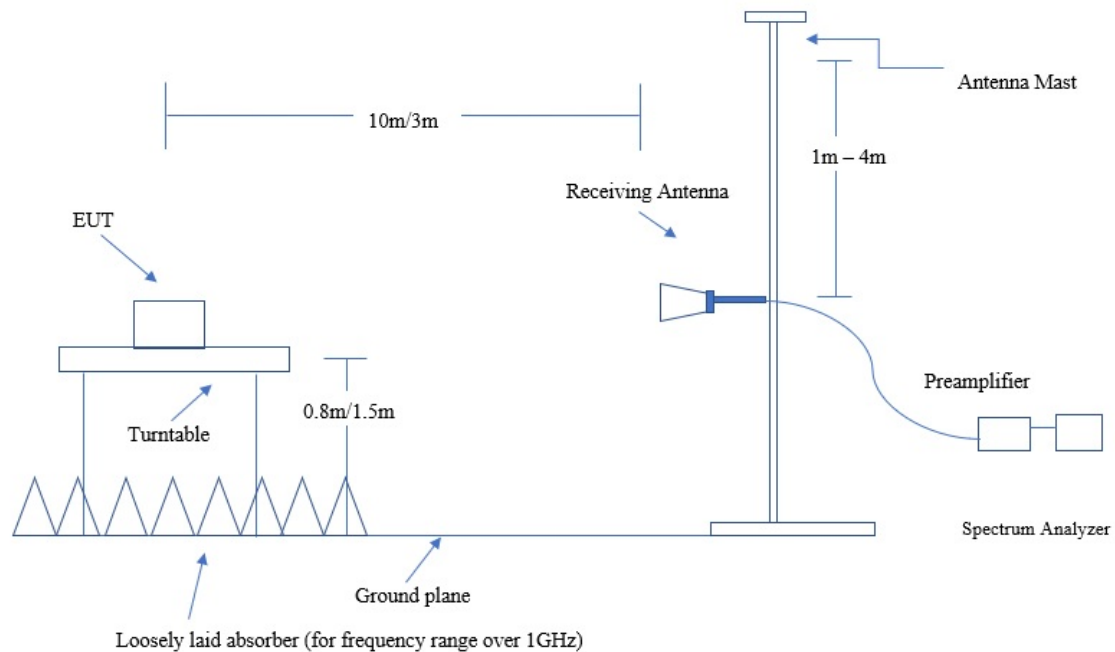 Antenna Mast
10m/3m
1m – 4m
Receiving Antenna
EUT
Preamplifier
0.8m/1.5m
Turntable
Spectrum Analyzer
Ground plane
Loosely laid absorber (for frequency range over 1GHz)